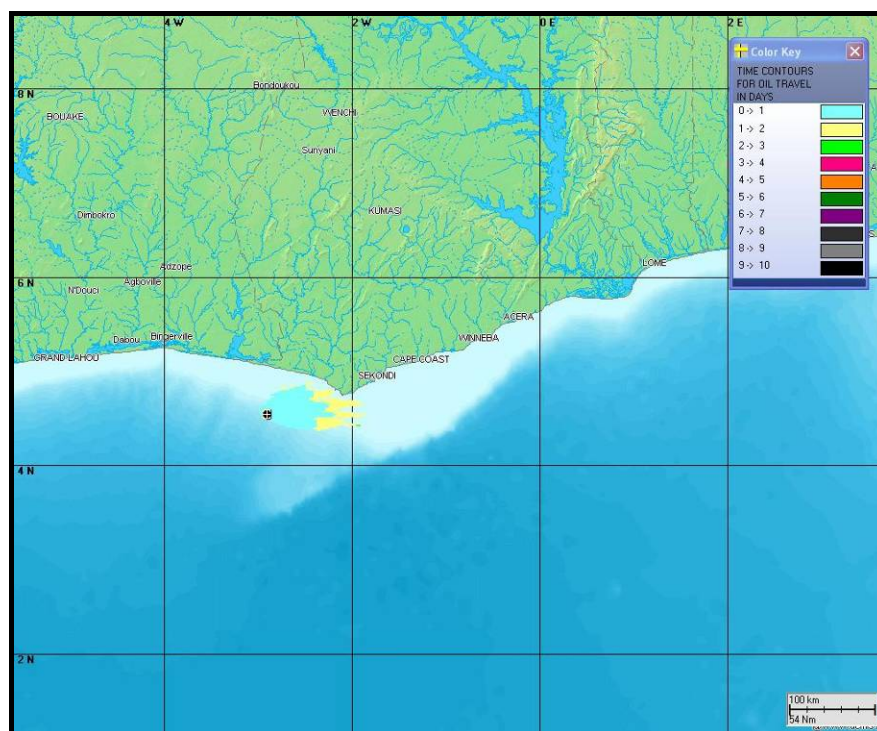 4 W
2 W
0 E
2 E
Color Key
TIME CONTOURS
FOR OIL TRAVEL
IN DAYS
0 -> 1
1 -> 2
2 -> 3
3 -> 4
4 -> 5
5 -> 6
6 -> 7
7 -> 8
8 -> 9
9 -> 10
8 N
Bondoukou
BOUAKE
WENCHI
Sunyani
Dimbokro
KUMASI
6 N
Adzope
Agboville
N'Douci
LOME
ACERA
Dabou
Bingerville
WINNEBA
GRAND LAHOU
CAPE COAST
SEKONDI
4 N
2 N
100 km
54 Nm